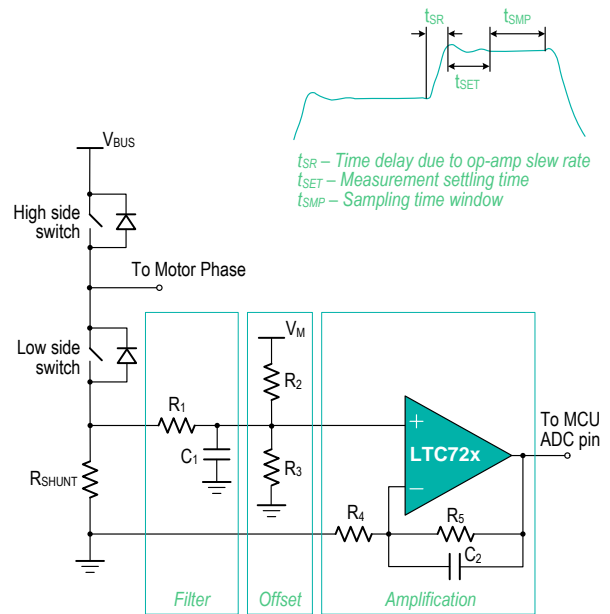 tSR
tSMP
tSET
tSR – Time delay due to op-amp slew rate
tSET – Measurement settling time
tSMP – Sampling time window
VBUS
High side
switch
To Motor Phase
Low side
switch
VM
R2
R1
C1
R3
RSHUNT
+
LTC72x
–
To MCU
ADC pin
R4
R5
C2
Filter
Offset
Amplification